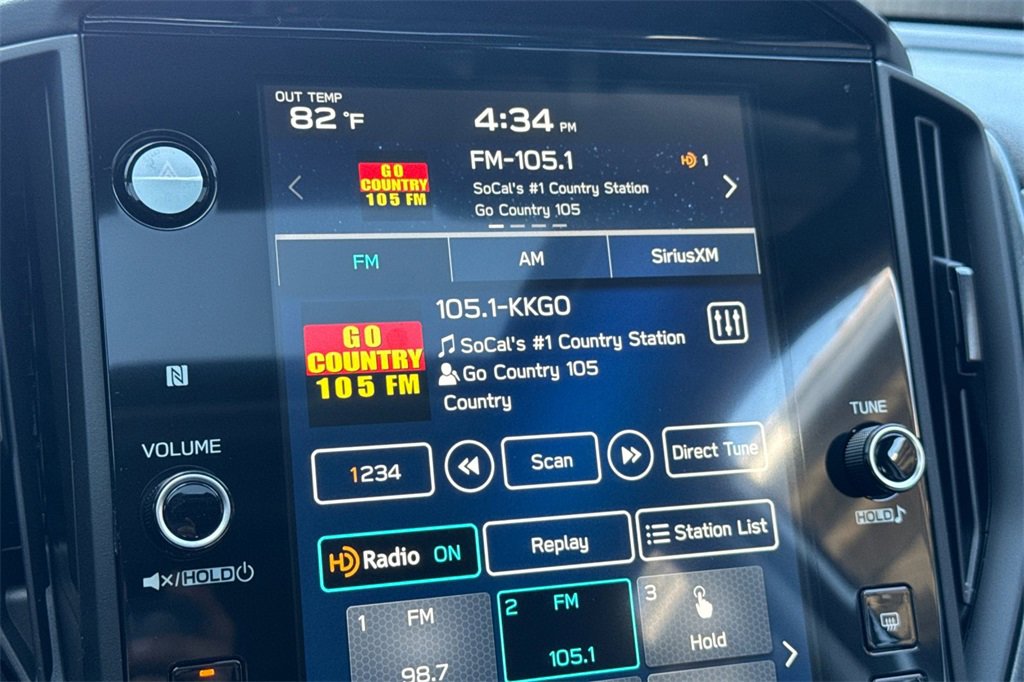 OUT TEMP
82 °F
4:34 PM
GO
COUNTRY
105 FM
FM-105.1
HD 1
SoCal's #1 Country Station
Go Country 105
FM
AM
SiriusXM
GO
COUNTRY
105 FM
105.1-KKGO
SoCal's #1 Country Station
Go Country 105
Country
N
VOLUME
TUNE
1234
Scan
Direct Tune
HOLD
HD Radio ON
Replay
Station List
/HOLD
1 FM
98.7
2 FM
105.1
3
Hold